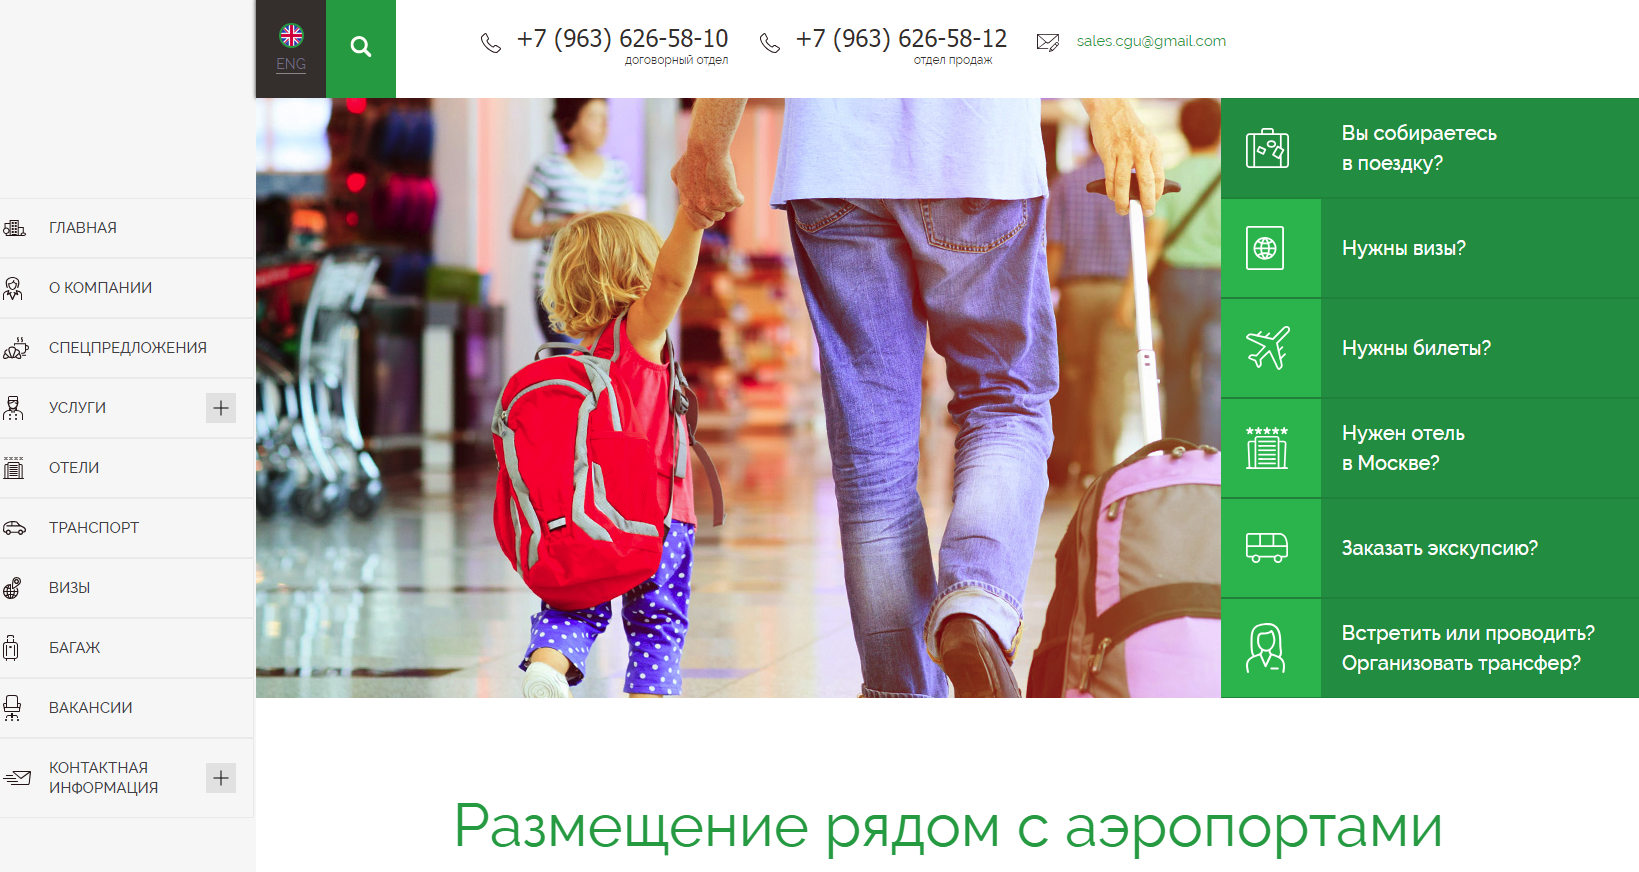 ENG
+7 (963) 626-58-10
договорный отдел
+7 (963) 626-58-12
отдел продаж
sales.cgu@gmail.com
ГЛАВНАЯ
О КОМПАНИИ
СПЕЦПРЕДЛОЖЕНИЯ
УСЛУГИ
ОТЕЛИ
ТРАНСПОРТ
ВИЗЫ
БАГАЖ
ВАКАНСИИ
КОНТАКТНАЯ
ИНФОРМАЦИЯ
Вы собираетесь
в поездку?
Нужны визы?
Нужны билеты?
Нужен отель
в Москве?
Заказать экскупсию?
Встретить или проводить?
Организовать трансфер?
Размещение рядом с аэропортами